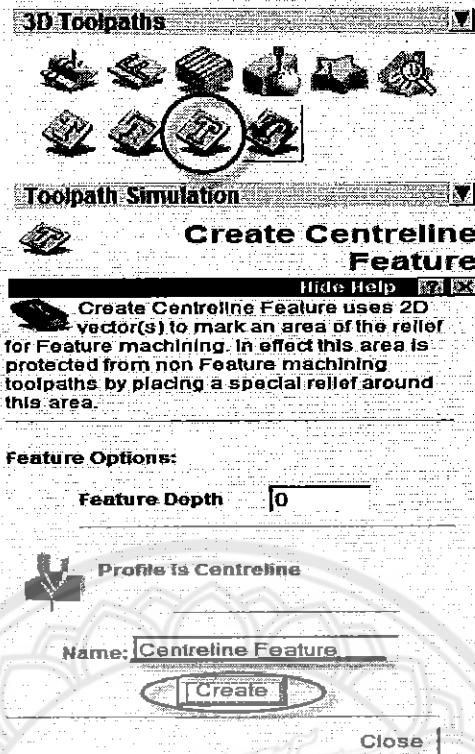 3D Toolpaths
Toolpath Simulation
Create Centreline
Feature
Hide Help
Create Centreline Feature uses 2D
vector(s) to mark an area of the relief
for Feature machining. In effect this area is
protected from non Feature machining
toolpaths by placing a special relief around
this area.
Feature Options:
Feature Depth 0
Profile is Centreline
Name: Centreline Feature
Create
Close